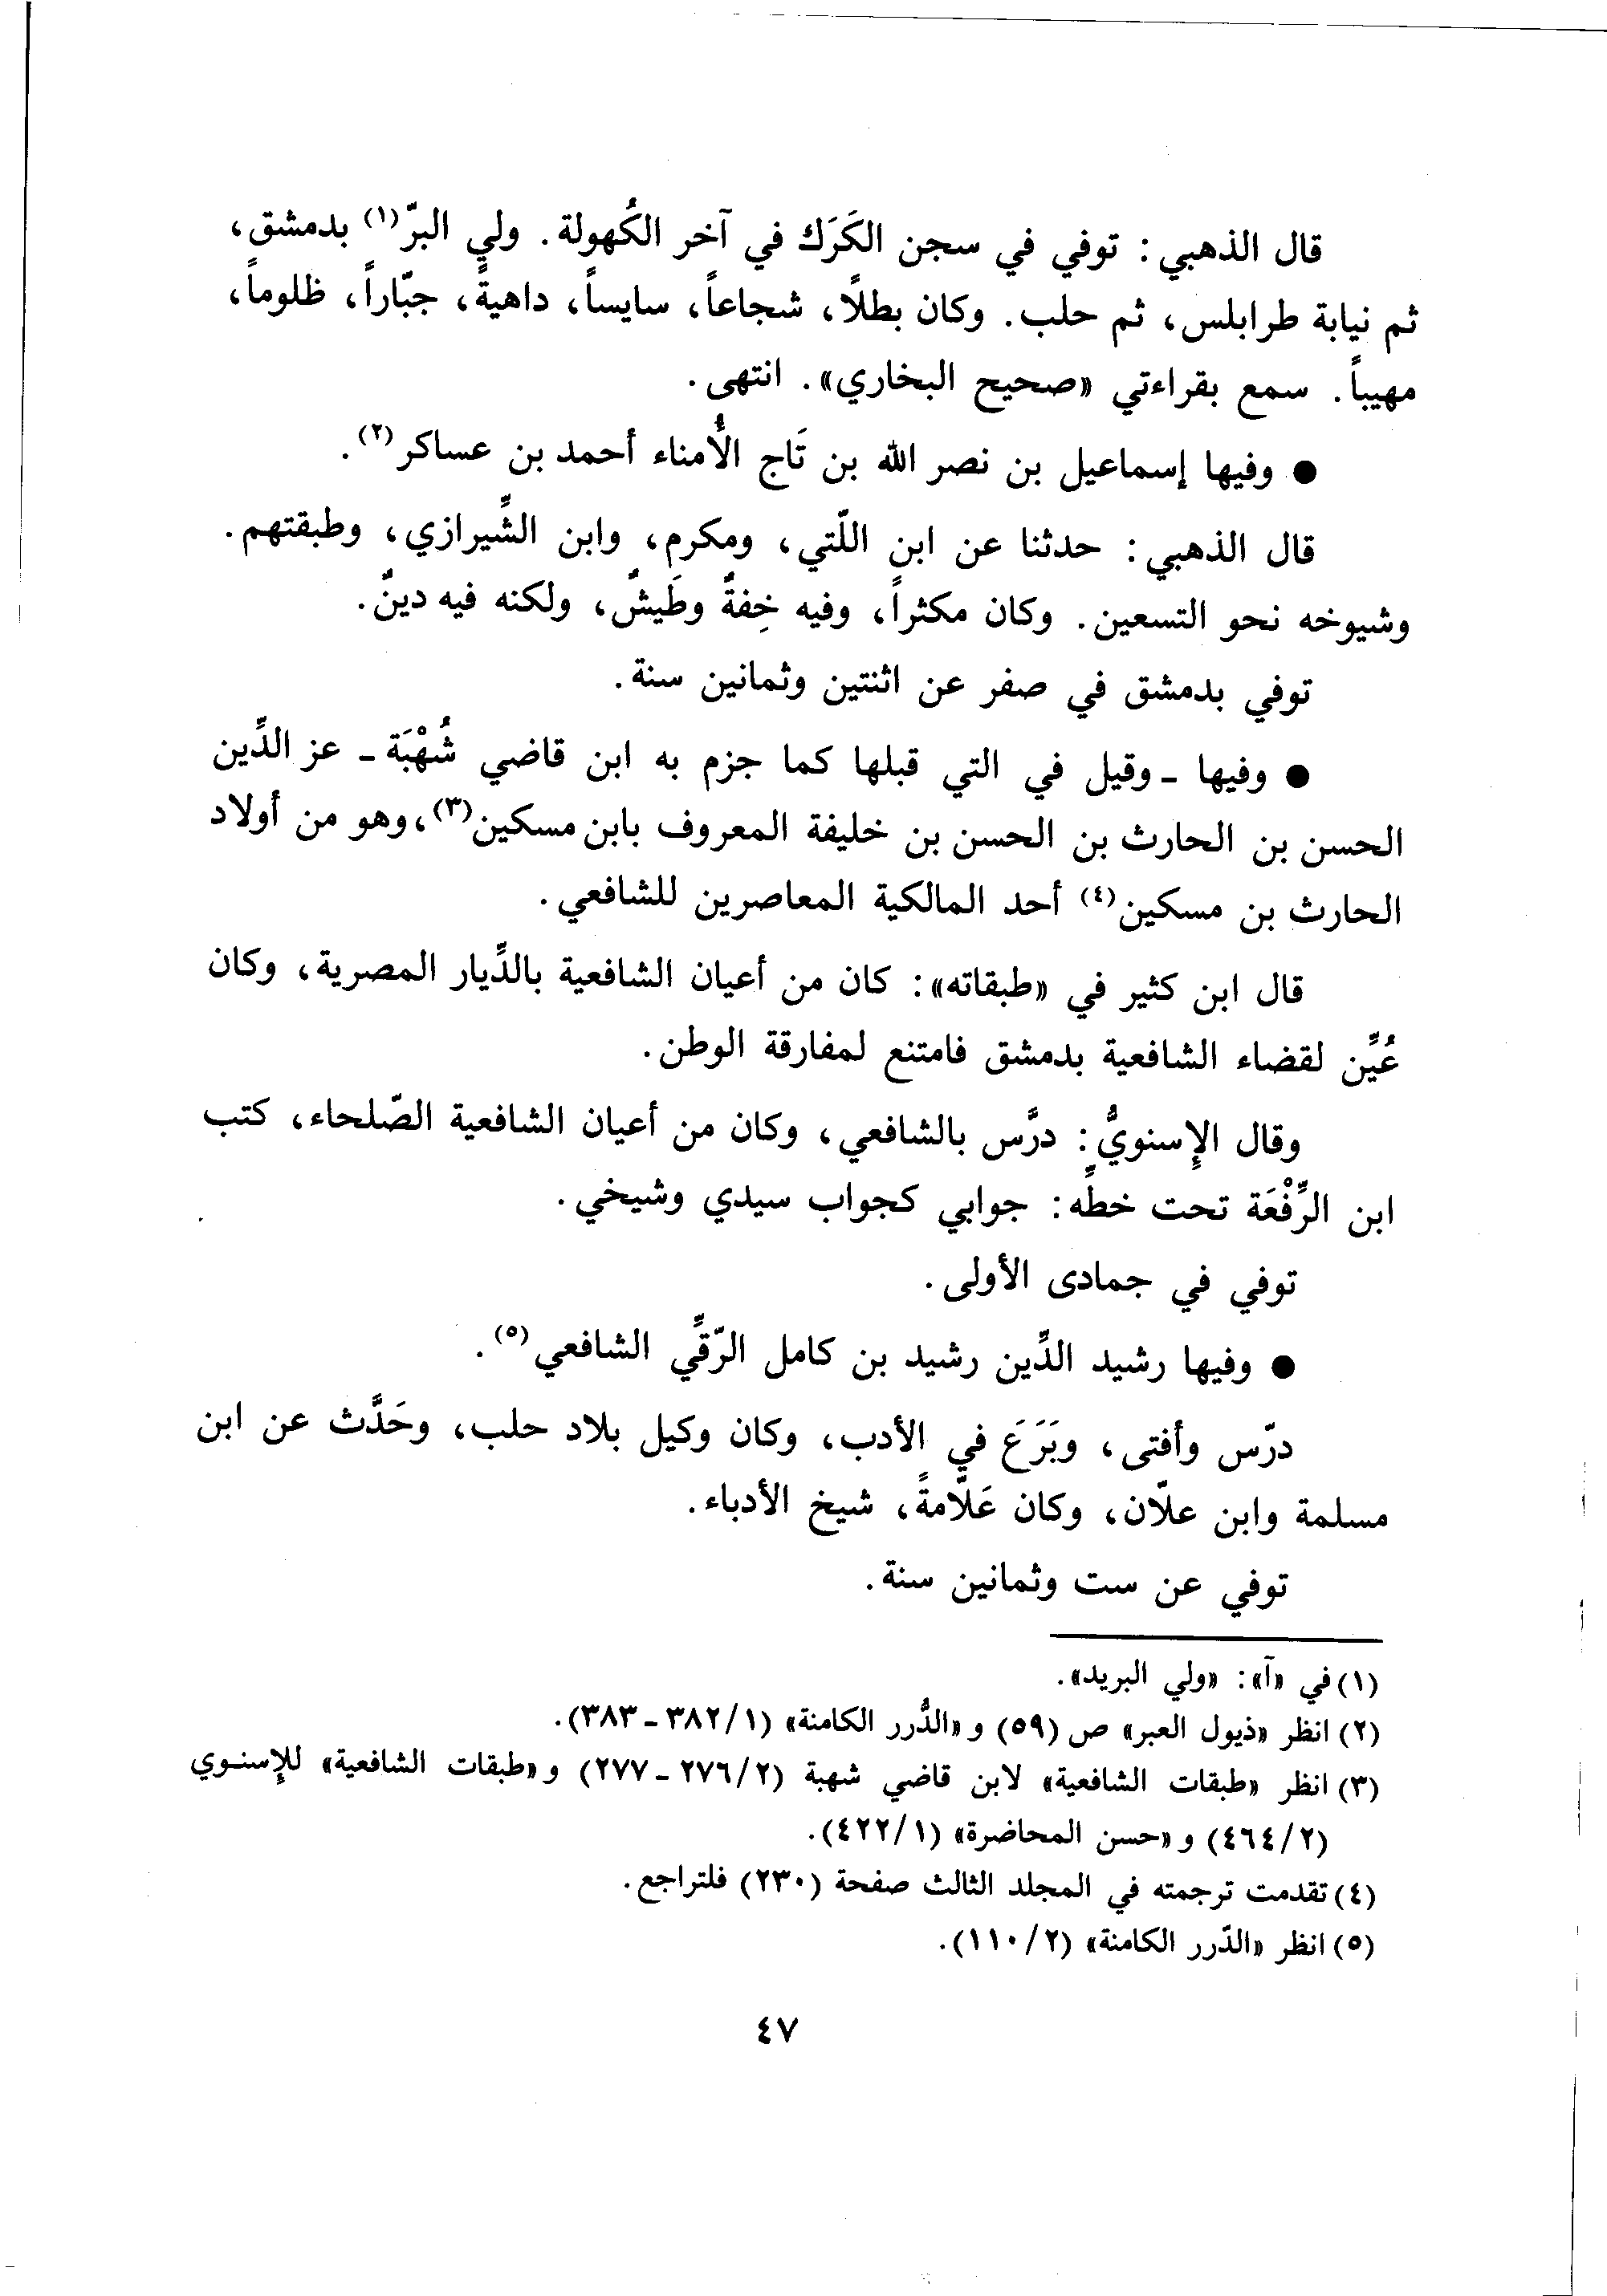 قال الذهبي: توفي في سجن الكَرَك في آخر الكُهولة. ولي البرّ(١) بدمشق،
ثم نيابة طرابلس، ثم حلب. وكان بطلًا، شجاعاً، سايساً، داهيةً، جبّاراً، ظلوماً،
مهيباً. سمع بقراءتي «صحيح البخاري». انتهى.
● وفيها إسماعيل بن نصر الله بن تَاج الأُمناء أحمد بن عساكر(٢).
قال الذهبي: حدثنا عن ابن اللّتي، ومكرم، وابن الشِّيرازي، وطبقتهم.
وشيوخه نحو التسعين. وكان مكثراً، وفيه خِفةٌ وطَيشٌ، ولكنه فيه دينٌ.
توفي بدمشق في صفر عن اثنتين وثمانين سنة.
● وفيها - وقيل في التي قبلها كما جزم به ابن قاضي شُهْبَة - عز الدِّين
الحسن بن الحارث بن الحسن بن خليفة المعروف بابن مسكين(٣)، وهو من أولاد
الحارث بن مسكين(٤) أحد المالكية المعاصرين للشافعي.
قال ابن كثير في «طبقاته»: كان من أعيان الشافعية بالدِّيار المصرية، وكان
عُيِّن لقضاء الشافعية بدمشق فامتنع لمفارقة الوطن.
وقال الإِسنويُّ: درَّس بالشافعي، وكان من أعيان الشافعية الصّلحاء، كتب
ابن الرِّفْعَة تحت خطِّه: جوابي كجواب سيدي وشيخي.
توفي في جمادى الأولى.
● وفيها رشيد الدِّين رشيد بن كامل الرّقِّي الشافعي(٥).
درّس وأفتى، وبَرَعَ في الأدب، وكان وكيل بلاد حلب، وحَدَّث عن ابن
مسلمة وابن علّان، وكان عَلّامةً، شيخ الأدباء.
توفي عن ست وثمانين سنة.
(١) في «آ»: «ولي البريد».
(٢) انظر «ذيول العبر» ص (٥٩) و «الدُّرر الكامنة» (١/ ٣٨٢ - ٣٨٣).
(٣) انظر «طبقات الشافعية» لابن قاضي شهبة (٢/ ٢٧٦ - ٢٧٧) و «طبقات الشافعية» للإِسنوي
(٢/ ٤٦٤) و «حسن المحاضرة» (١/ ٤٢٢).
(٤) تقدمت ترجمته في المجلد الثالث صفحة (٢٣٠) فلتراجع.
(٥) انظر «الدّرر الكامنة» (٢/ ١١٠).
٤٧